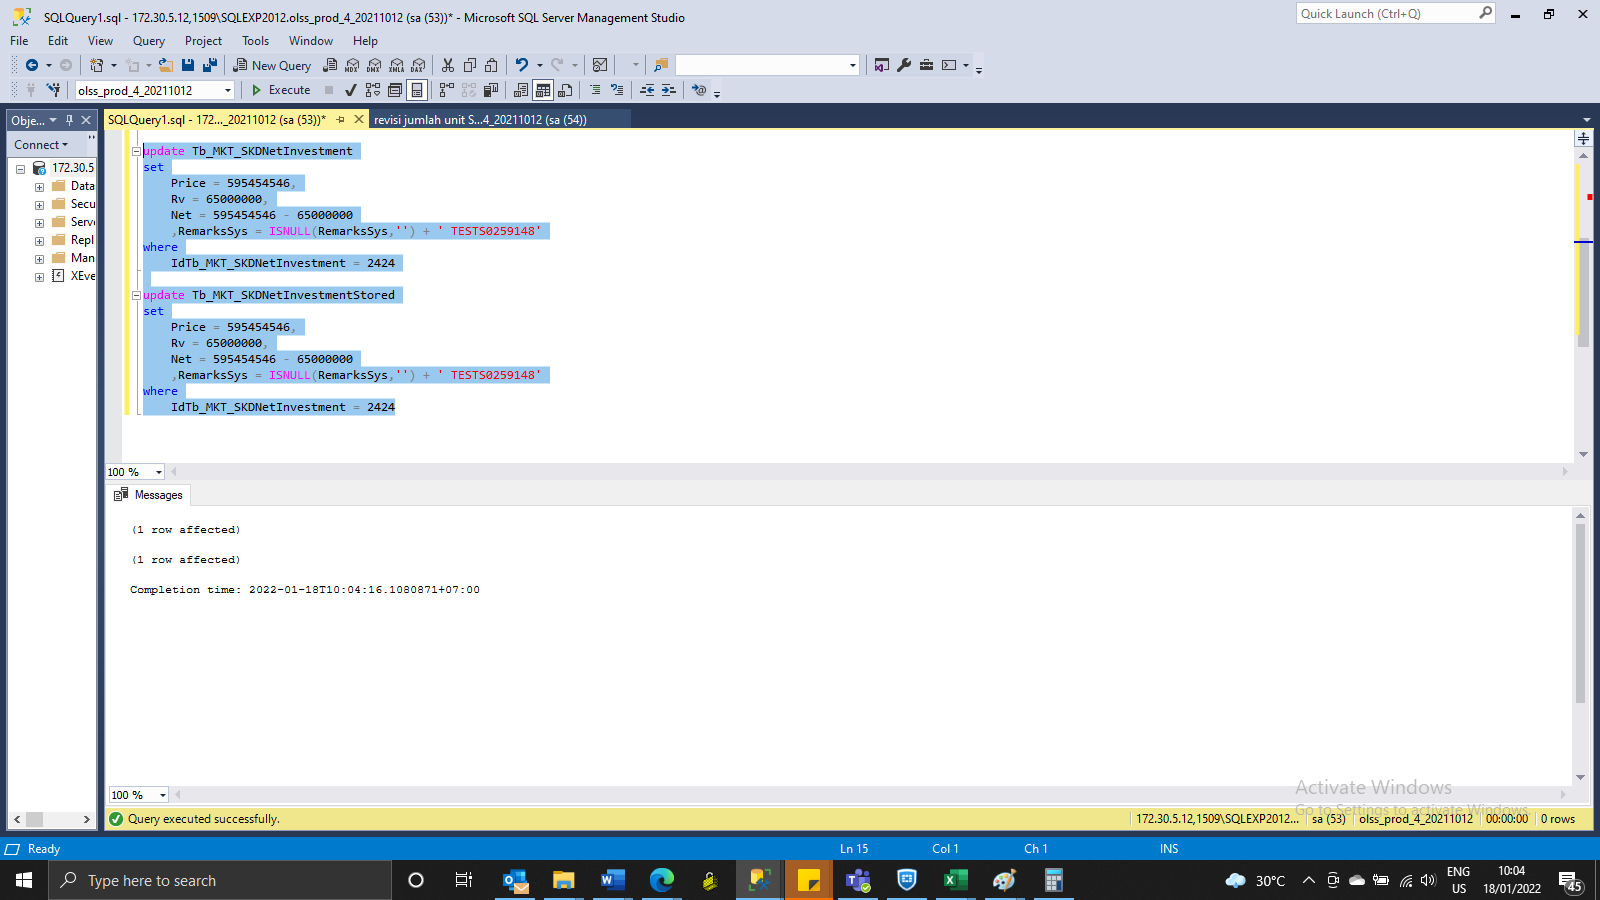 SQLQuery1.sql - 172.30.5.12,1509\SQLEXP2012.olss_prod_4_20211012 (sa (53))* - Microsoft SQL Server Management Studio
Quick Launch (Ctrl+Q)
File Edit View Query Project Tools Window Help
New Query
MDX DMX XMLA DAX
olss_prod_4_20211012
Execute
Obje...
SQLQuery1.sql - 172..._20211012 (sa (53))*
revisi jumlah unit S...4_20211012 (sa (54))
Connect
172.30.5
Data
Secu
Serve
Repl
Man
XEve
update Tb_MKT_SKDNetInvestment
set
Price = 595454546,
Rv = 65000000,
Net = 595454546 - 65000000
,RemarksSys = ISNULL(RemarksSys,'') + ' TESTS0259148'
where
IdTb_MKT_SKDNetInvestment = 2424
update Tb_MKT_SKDNetInvestmentStored
set
Price = 595454546,
Rv = 65000000,
Net = 595454546 - 65000000
,RemarksSys = ISNULL(RemarksSys,'') + ' TESTS0259148'
where
IdTb_MKT_SKDNetInvestment = 2424
100 %
Messages
(1 row affected)
(1 row affected)
Completion time: 2022-01-18T10:04:16.1080871+07:00
100 %
Activate Windows
Go to Settings to activate Windows.
Query executed successfully.
172.30.5.12,1509\SQLEXP2012... sa (53) olss_prod_4_20211012 00:00:00 0 rows
Ready
Ln 15 Col 1 Ch 1 INS
Type here to search
30°C
ENG
US
10:04
18/01/2022
45